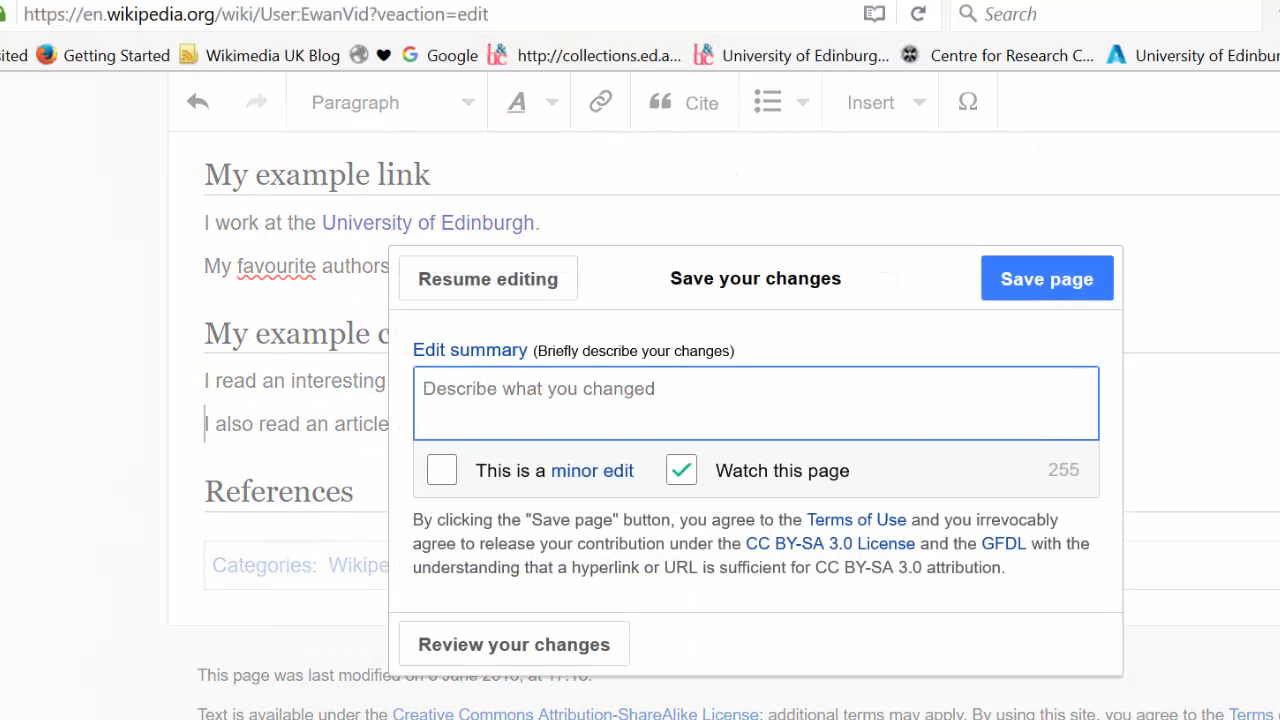 https://en.wikipedia.org/wiki/User:EwanVid?veaction=edit Search
sited Getting Started Wikimedia UK Blog Google http://collections.ed.a... University of Edinburg... Centre for Research C... University of Edinbur
Paragraph A Cite Insert Ω
My example link
I work at the University of Edinburgh.
My favourite authors
Resume editing Save your changes Save page
My example c
Edit summary (Briefly describe your changes)
I read an interesting
Describe what you changed
I also read an article
This is a minor edit Watch this page 255
References
By clicking the "Save page" button, you agree to the Terms of Use and you irrevocably
agree to release your contribution under the CC BY-SA 3.0 License and the GFDL with the
understanding that a hyperlink or URL is sufficient for CC BY-SA 3.0 attribution.
Categories: Wikipe
Review your changes
This page was last modified on
Text is available under the Creative Commons Attribution-ShareAlike License; additional terms may apply. By using this site, you agree to the Terms